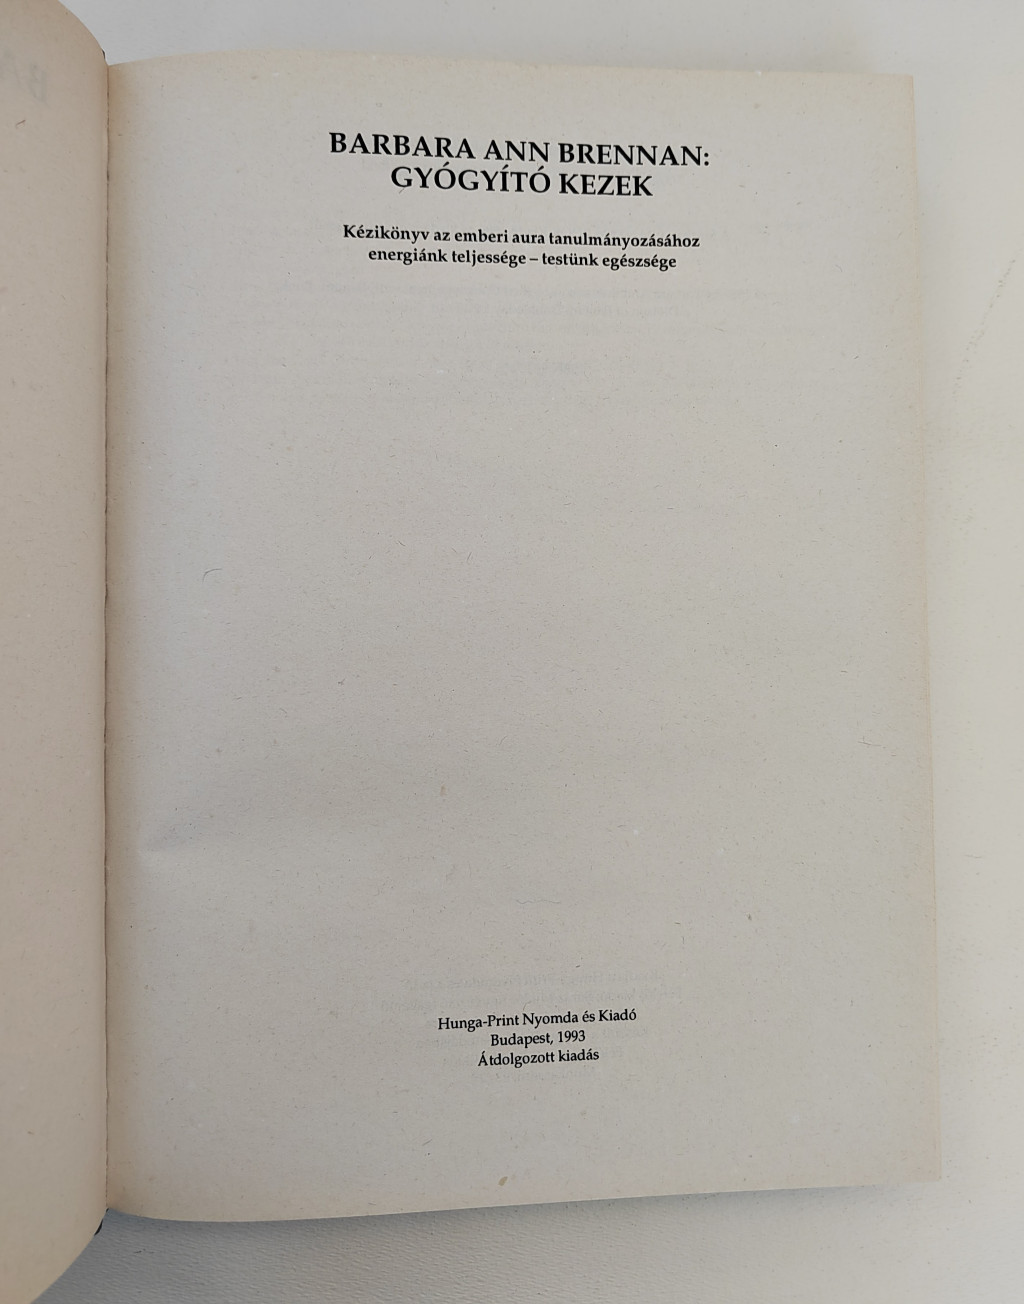 BARBARA ANN BRENNAN:
GYÓGYÍTÓ KEZEK
Kézikönyv az emberi aura tanulmányozásához
energiánk teljessége – testünk egészsége
Hunga-Print Nyomda és Kiadó
Budapest, 1993
Átdolgozott kiadás